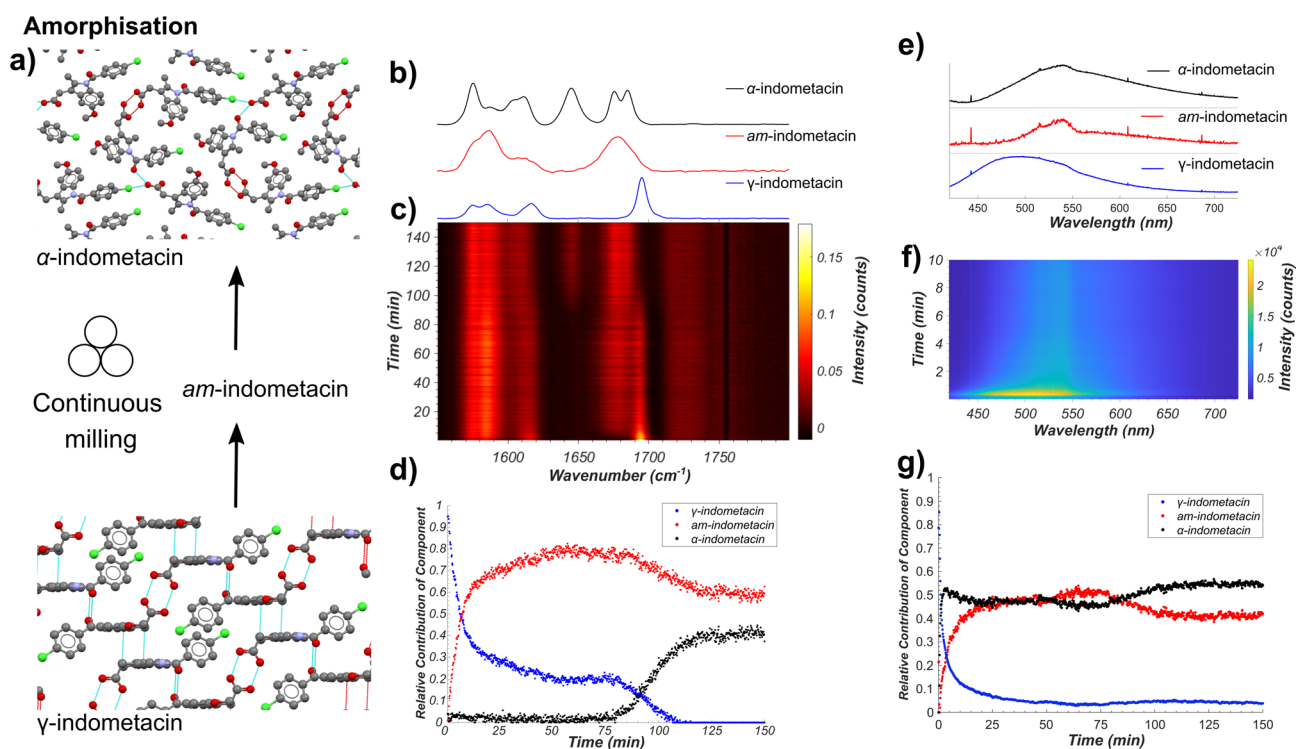 Amorphisation
a)
α-indometacin
Continuous
milling
am-indometacin
γ-indometacin
b)
α-indometacin
am-indometacin
γ-indometacin
c)
140
120
100
80
60
40
20
Time (min)
1600
1650
1700
1750
Wavenumber (cm-1)
0.15
0.1
0.05
0
Intensity (counts)
d)
γ-indometacin
am-indometacin
α-indometacin
1
0.9
0.8
0.7
0.6
0.5
0.4
0.3
0.2
0.1
0
Relative Contribution of Component
0
25
50
75
100
125
150
Time (min)
e)
α-indometacin
am-indometacin
γ-indometacin
450
500
550
600
650
700
Wavelength (nm)
f)
10
8
6
4
2
Time (min)
450
500
550
600
650
700
Wavelength (nm)
×10⁴
2
1.5
1
0.5
Intensity (counts)
g)
γ-indometacin
am-indometacin
α-indometacin
1
0.9
0.8
0.7
0.6
0.5
0.4
0.3
0.2
0.1
0
Relative Contribution of Component
0
25
50
75
100
125
150
Time (min)